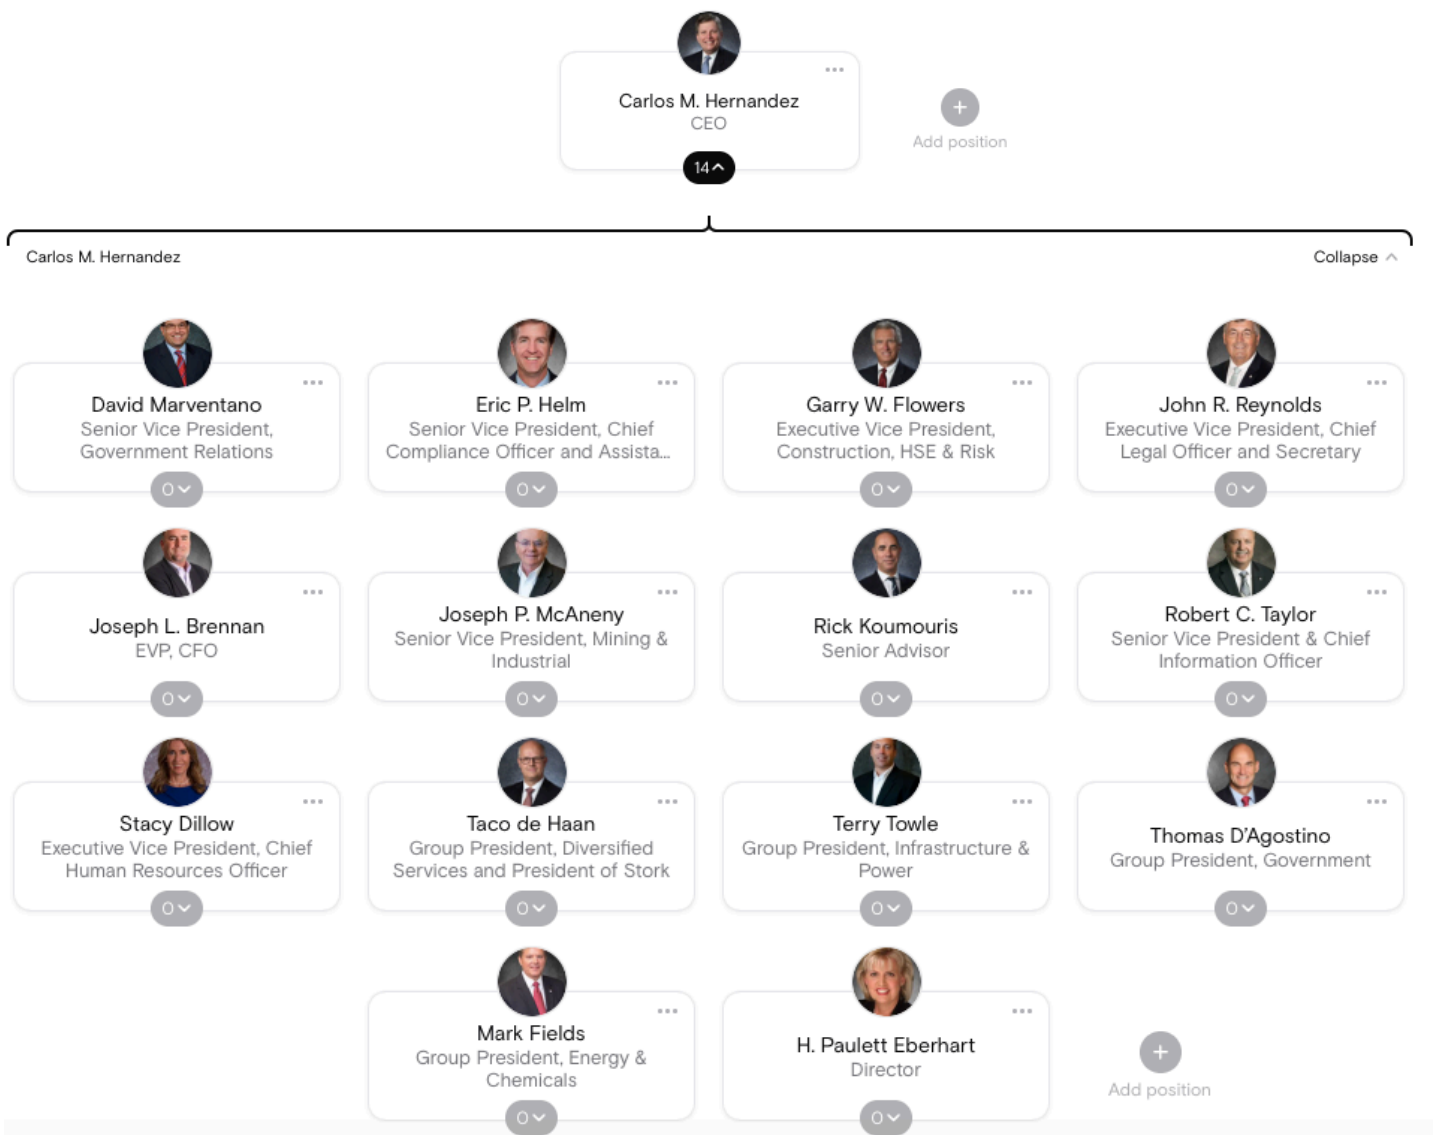 Carlos M. Hernandez
CEO
14
Add position
Carlos M. Hernandez
Collapse
David Marventano
Senior Vice President,
Government Relations
0
Eric P. Helm
Senior Vice President, Chief
Compliance Officer and Assista...
0
Garry W. Flowers
Executive Vice President,
Construction, HSE & Risk
0
John R. Reynolds
Executive Vice President, Chief
Legal Officer and Secretary
0
Joseph L. Brennan
EVP, CFO
0
Joseph P. McAneny
Senior Vice President, Mining &
Industrial
0
Rick Koumouris
Senior Advisor
0
Robert C. Taylor
Senior Vice President & Chief
Information Officer
0
Stacy Dillow
Executive Vice President, Chief
Human Resources Officer
0
Taco de Haan
Group President, Diversified
Services and President of Stork
0
Terry Towle
Group President, Infrastructure &
Power
0
Thomas D'Agostino
Group President, Government
0
Mark Fields
Group President, Energy &
Chemicals
0
H. Paulett Eberhart
Director
0
Add position